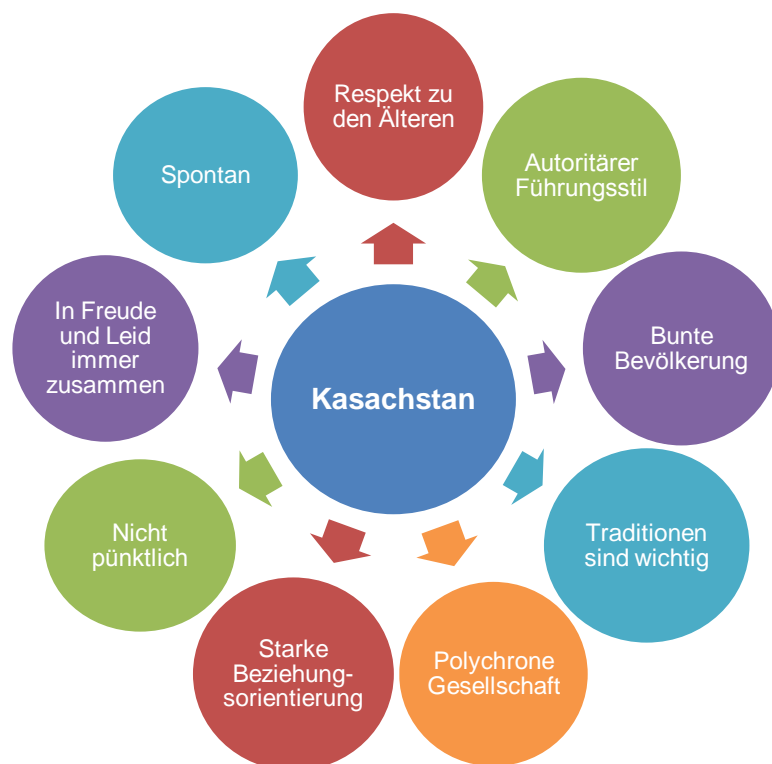 Respekt zu
den Älteren
Autoritärer
Führungsstil
Bunte
Bevölkerung
Traditionen
sind wichtig
Polychrone
Gesellschaft
Starke
Beziehung-
sorientierung
Nicht
pünktlich
In Freude
und Leid
immer
zusammen
Spontan
Kasachstan